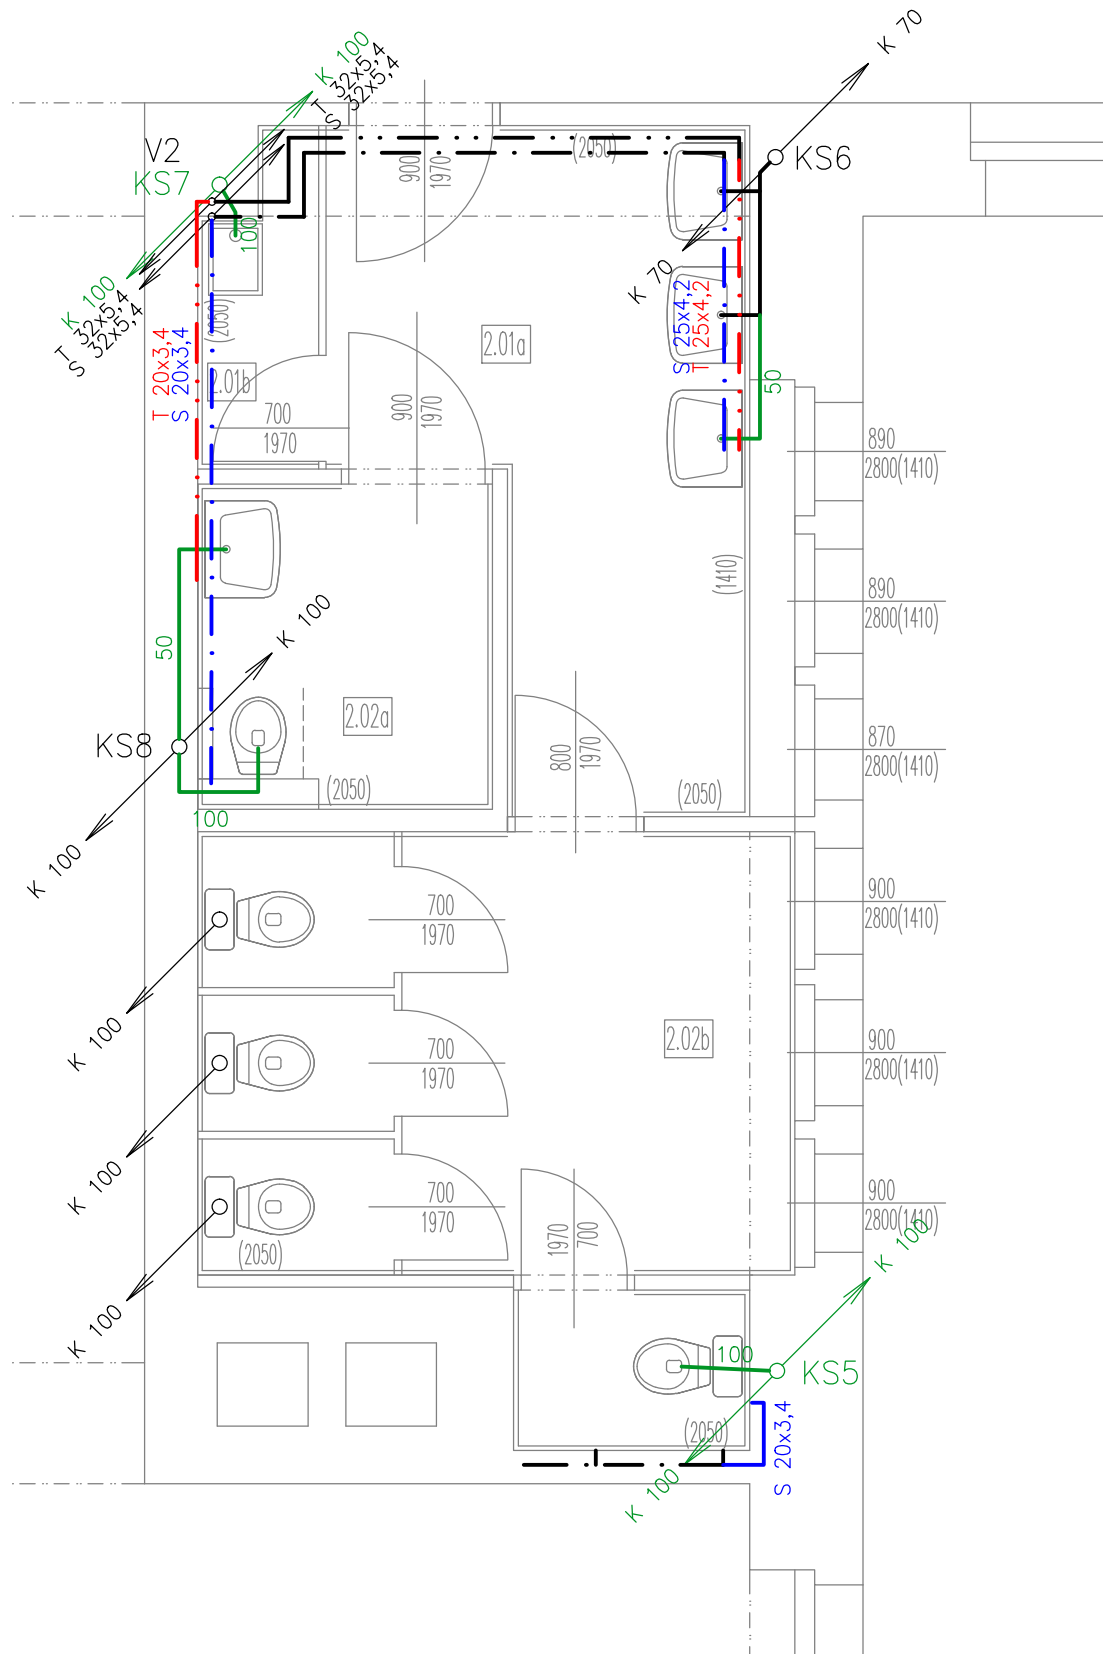 K 70
K 100
T 32x5,4
S 32x5,4
V2
KS7
KS6
(2050)
900
1970
100
K 70
K 100
T 32x5,4
S 32x5,4
(2050)
T 20x3,4
S 20x3,4
2.01a
2.01b
S 25x4,2
T 25x4,2
50
700
1970
900
1970
890
2800(1410)
(1410)
890
2800(1410)
K 100
50
2.02a
KS8
800
1970
870
2800(1410)
(2050)
(2050)
100
K 100
700
1970
900
2800(1410)
K 100
2.02b
700
1970
900
2800(1410)
K 100
700
1970
900
2800(1410)
(2050)
1970
700
K 100
K 100
100
KS5
(2050)
S 20x3,4
K 100